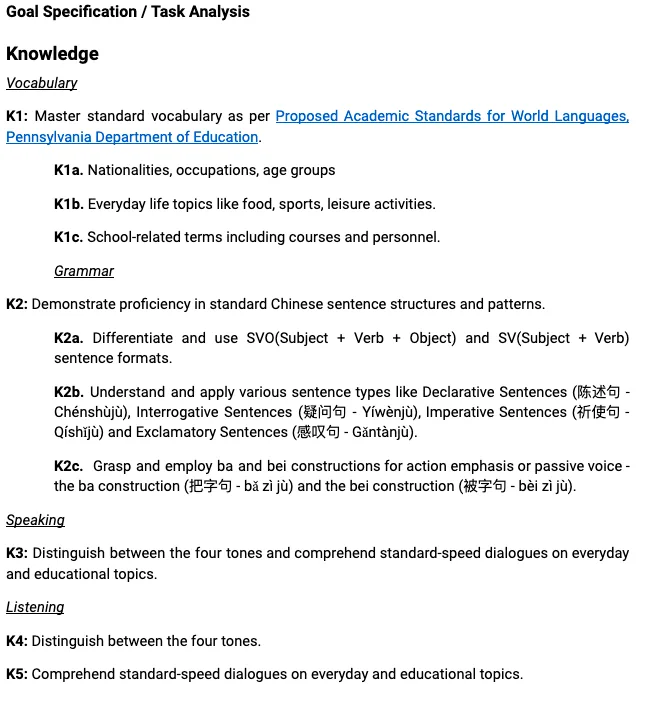 Goal Specification / Task Analysis
Knowledge
Vocabulary
K1: Master standard vocabulary as per Proposed Academic Standards for World Languages,
Pennsylvania Department of Education.
K1a. Nationalities, occupations, age groups
K1b. Everyday life topics like food, sports, leisure activities.
K1c. School-related terms including courses and personnel.
Grammar
K2: Demonstrate proficiency in standard Chinese sentence structures and patterns.
K2a. Differentiate and use SVO(Subject + Verb + Object) and SV(Subject + Verb)
sentence formats.
K2b. Understand and apply various sentence types like Declarative Sentences (陈述句 -
Chénshùjù), Interrogative Sentences (疑问句 - Yíwènjù), Imperative Sentences (祈使句 -
Qíshǐjù) and Exclamatory Sentences (感叹句 - Gǎntànjù).
K2c. Grasp and employ ba and bei constructions for action emphasis or passive voice -
the ba construction (把字句 - bǎ zì jù) and the bei construction (被字句 - bèi zì jù).
Speaking
K3: Distinguish between the four tones and comprehend standard-speed dialogues on everyday
and educational topics.
Listening
K4: Distinguish between the four tones.
K5: Comprehend standard-speed dialogues on everyday and educational topics.